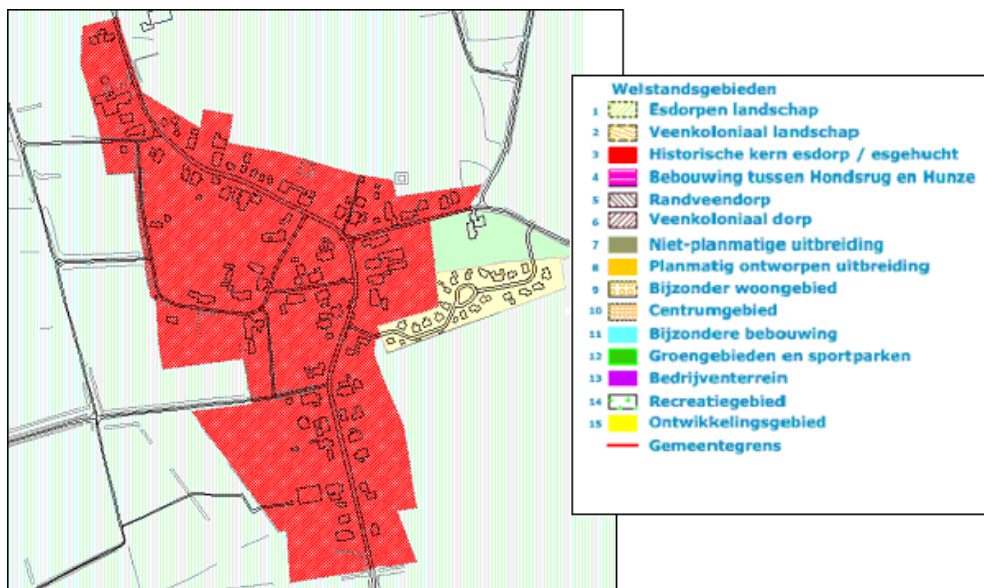 Welstandsgebieden
1 Esdorpen landschap
2 Veenkoloniaal landschap
3 Historische kern esdorp / esgehucht
4 Bebouwing tussen Hondsrug en Hunze
5 Randveendorp
6 Veenkoloniaal dorp
7 Niet-planmatige uitbreiding
8 Planmatig ontworpen uitbreiding
9 Bijzonder woongebied
10 Centrumgebied
11 Bijzondere bebouwing
12 Groengebieden en sportparken
13 Bedrijventerrein
14 Recreatiegebied
15 Ontwikkelingsgebied
Gemeentegrens